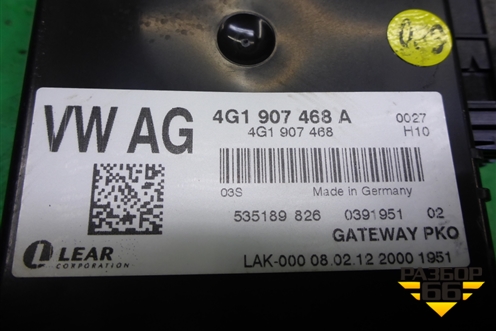 VW AG
4G1 907 468 A
4G1 907 468
0027
H10
03S
Made in Germany
535189 826 0391951 02
GATEWAY PKO
LEAR
CORPORATION
LAK-000 08.02.12 2000 1951
РАЗБОР
66